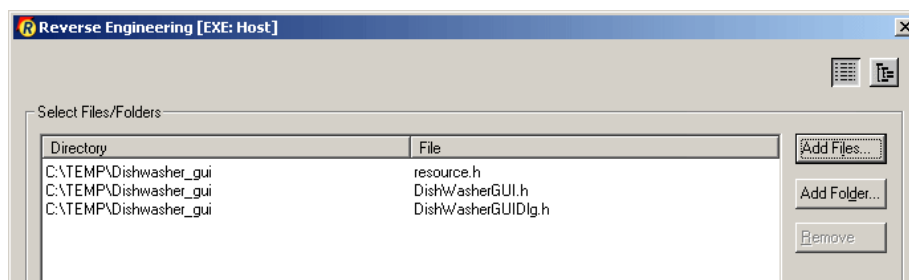 Reverse Engineering [EXE: Host]
Select Files/Folders
Directory File
C:\TEMP\Dishwasher_gui resource.h
C:\TEMP\Dishwasher_gui DishWasherGUI.h
C:\TEMP\Dishwasher_gui DishWasherGUIDlg.h
Add Files...
Add Folder...
Remove